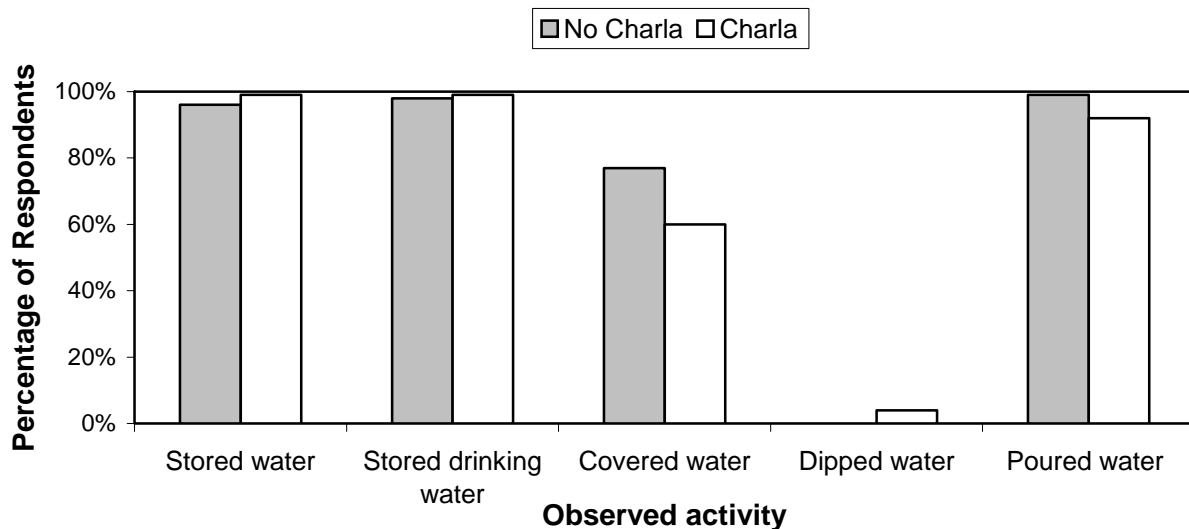 No Charla Charla
Percentage of Respondents
100%
80%
60%
40%
20%
0%
Stored water
Stored drinking
water
Covered water
Dipped water
Poured water
Observed activity